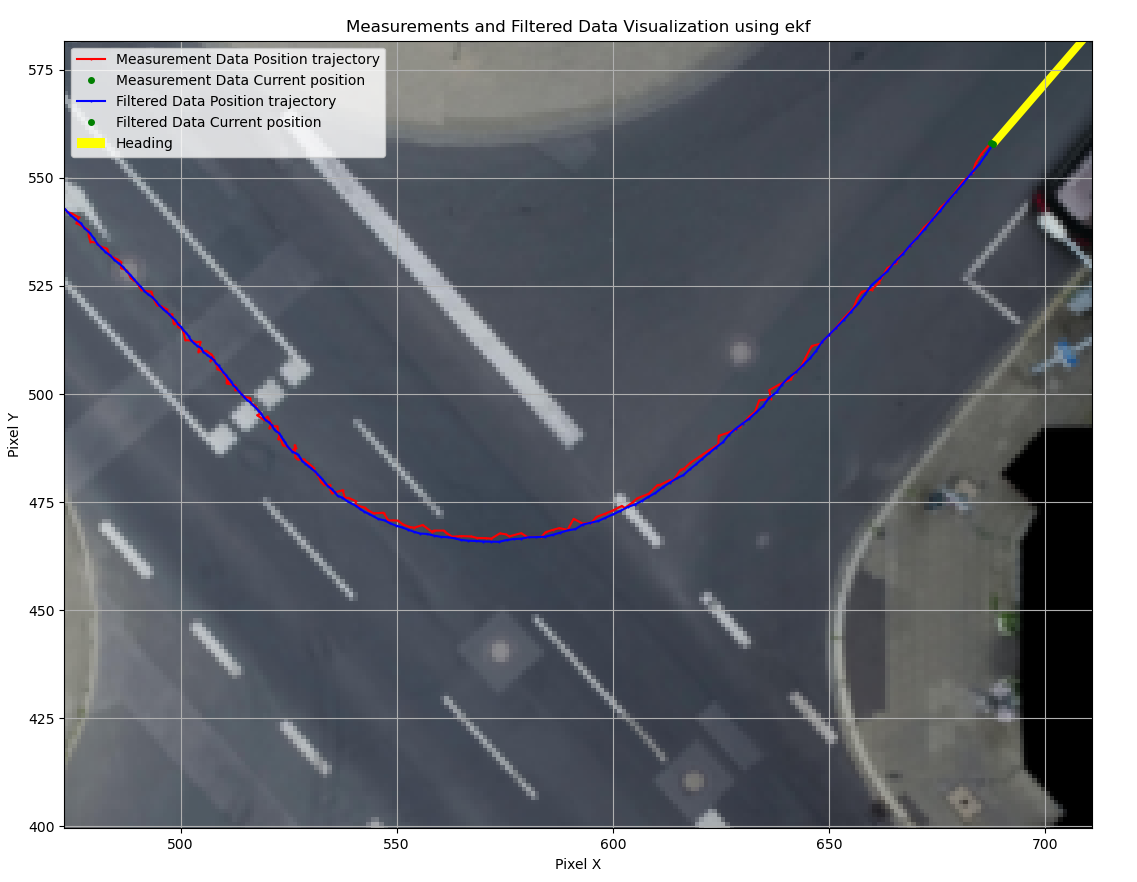 Measurements and Filtered Data Visualization using ekf
Measurement Data Position trajectory
Measurement Data Current position
Filtered Data Position trajectory
Filtered Data Current position
Heading
575
550
525
500
475
450
425
400
Pixel Y
500
550
600
650
700
Pixel X